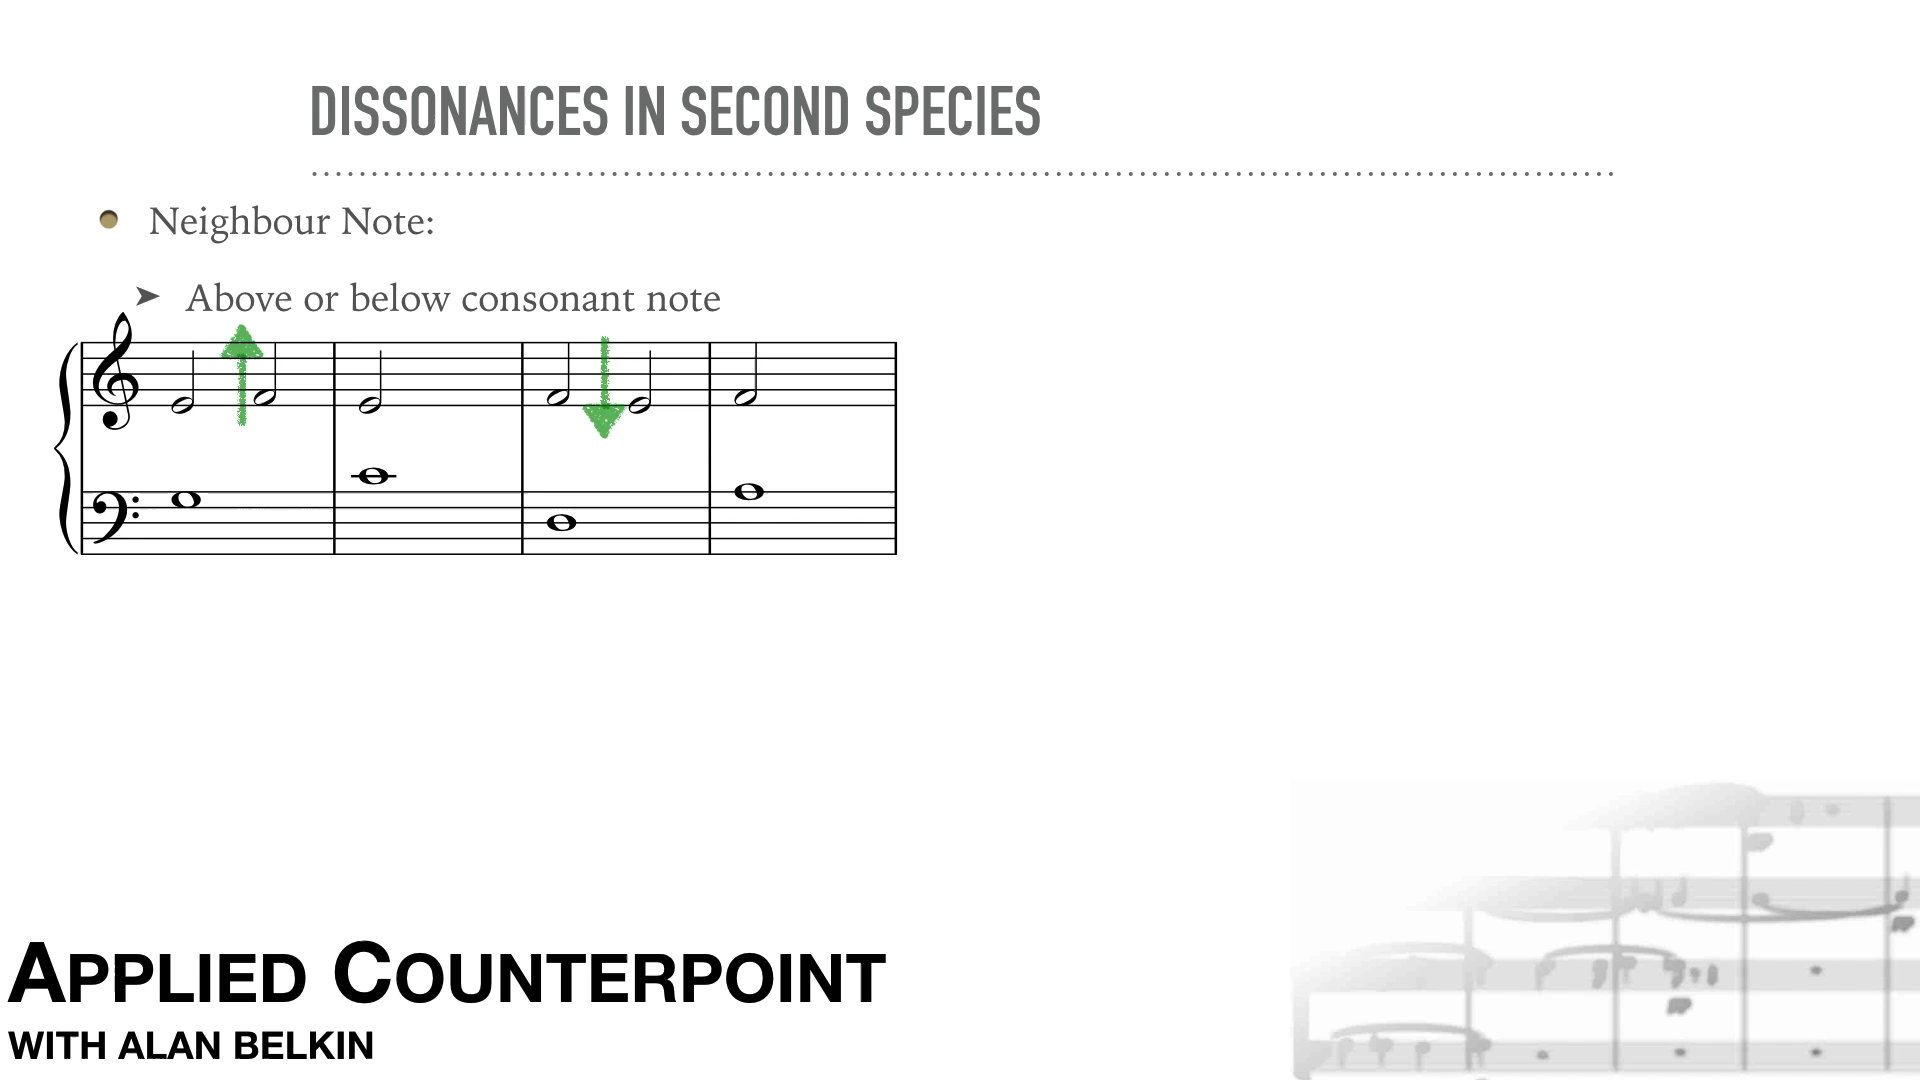 DISSONANCES IN SECOND SPECIES
Neighbour Note:
Above or below consonant note
APPLIED COUNTERPOINT
WITH ALAN BELKIN